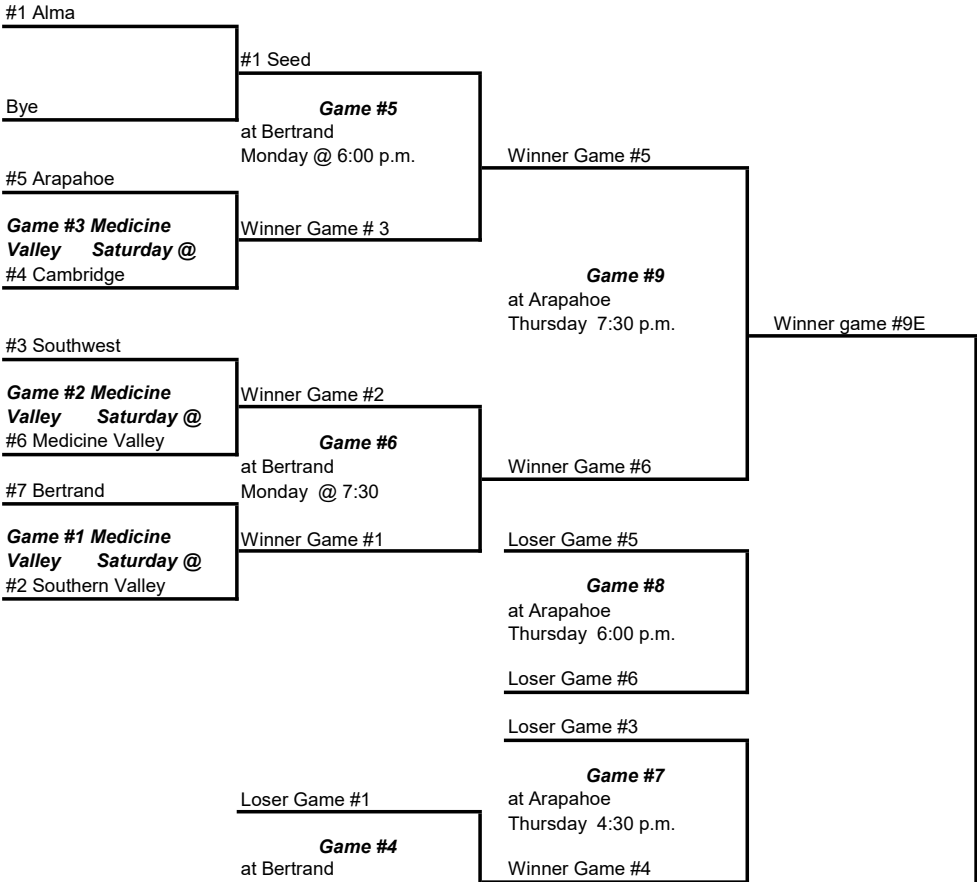 #1 Alma
#1 Seed
Bye
Game #5
at Bertrand
Monday @ 6:00 p.m.
Winner Game #5
#5 Arapahoe
Game #3 Medicine
Valley Saturday @
#4 Cambridge
Winner Game # 3
Game #9
at Arapahoe
Thursday 7:30 p.m.
Winner game #9E
#3 Southwest
Game #2 Medicine
Valley Saturday @
#6 Medicine Valley
Winner Game #2
Game #6
at Bertrand
Monday @ 7:30
Winner Game #6
#7 Bertrand
Game #1 Medicine
Valley Saturday @
#2 Southern Valley
Winner Game #1
Loser Game #5
Game #8
at Arapahoe
Thursday 6:00 p.m.
Loser Game #6
Loser Game #3
Game #7
at Arapahoe
Thursday 4:30 p.m.
Loser Game #1
Game #4
at Bertrand
Winner Game #4